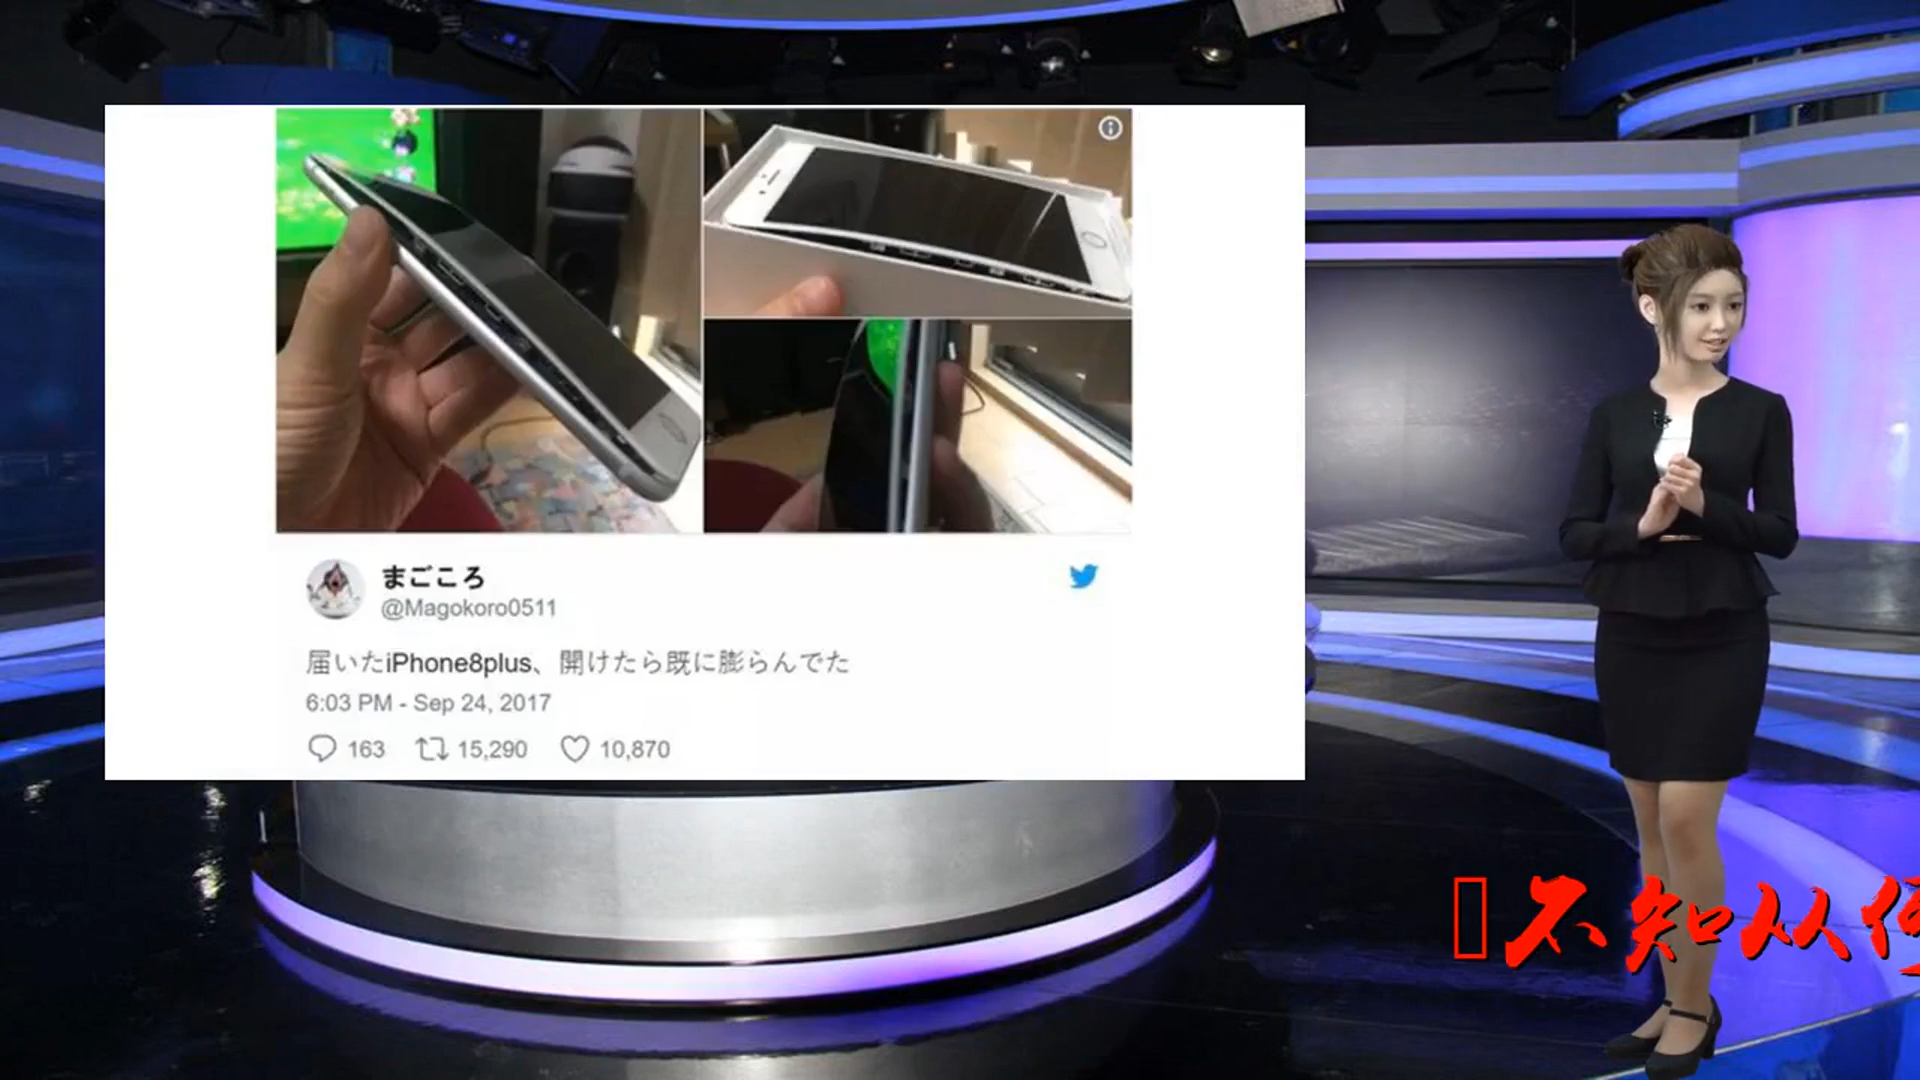 まごころ
@Magokoro0511
届いたiPhone8plus、開けたら既に膨らんでた
6:03 PM - Sep 24, 2017
163 15,290 10,870
不知从何